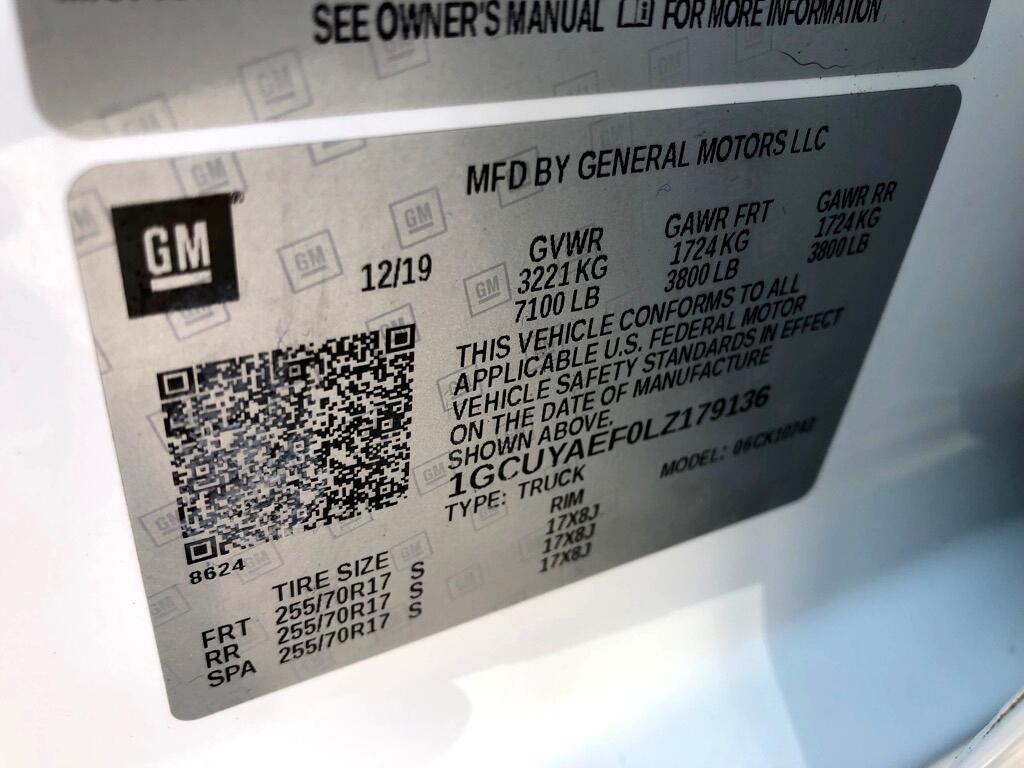 SEE OWNER'S MANUAL FOR MORE INFORMATION
GM
MFD BY GENERAL MOTORS LLC
12/19
GVWR GAWR FRT GAWR RR
3221 KG 1724 KG 1724 KG
7100 LB 3800 LB 3800 LB
THIS VEHICLE CONFORMS TO ALL
APPLICABLE U.S. FEDERAL MOTOR
VEHICLE SAFETY STANDARDS IN EFFECT
ON THE DATE OF MANUFACTURE
SHOWN ABOVE.
1GCUYAEF0LZ179136
TYPE: TRUCK MODEL:
8624
TIRE SIZE RIM
FRT 255/70R17 S 17X8J
RR 255/70R17 S 17X8J
SPA 255/70R17 S 17X8J